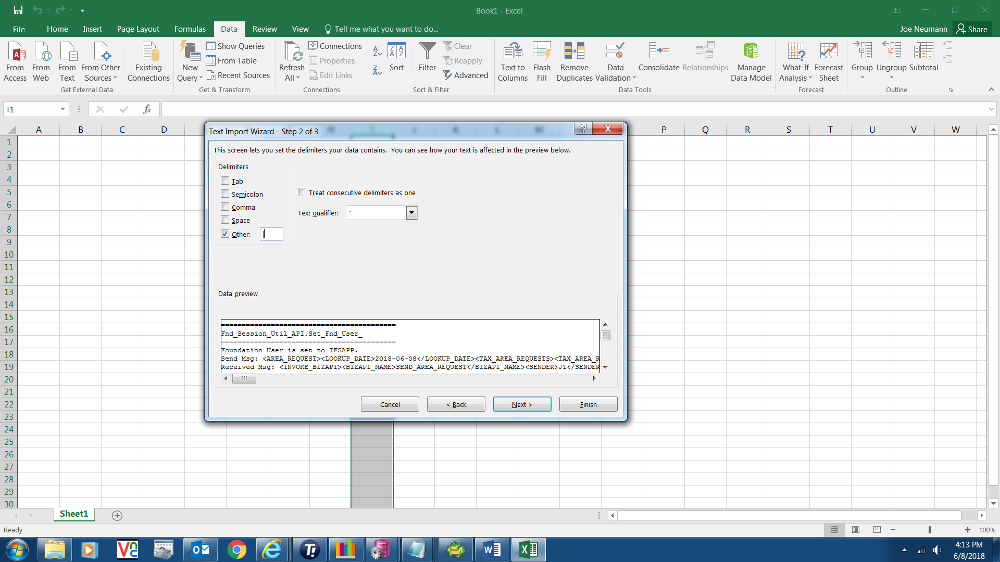 Book1 - Excel
File Home Insert Page Layout Formulas Data Review View Tell me what you want to do... Joe Neumann Share
From Access
From Web
From Text
From Other Sources
Existing Connections
Get External Data
New Query
Show Queries
From Table
Recent Sources
Get & Transform
Refresh All
Connections
Properties
Edit Links
Connections
Sort
Filter
Clear
Reapply
Advanced
Sort & Filter
Text to Columns
Flash Fill
Remove Duplicates
Data Validation
Consolidate
Relationships
Manage Data Model
Data Tools
What-If Analysis
Forecast Sheet
Forecast
Group
Ungroup
Subtotal
Outline
I1
fx
A B C D H I J K L M P Q R S T U V W
1
2
3
4
5
6
7
8
9
10
11
12
13
14
15
16
17
18
19
20
21
22
23
24
25
26
27
28
29
30
Text Import Wizard - Step 2 of 3
This screen lets you set the delimiters your data contains. You can see how your text is affected in the preview below.
Delimiters
Tab
Semicolon
Comma
Space
Other: |
Treat consecutive delimiters as one
Text qualifier: "
Data preview
==========================================
Fnd_Session_Util_API.Set_Fnd_User_
==========================================
Foundation User is set to IFSAPP.
Send Msg: <AREA_REQUEST><LOOKUP_DATE>2018-06-08</LOOKUP_DATE><TAX_AREA_REQUESTS><TAX_AREA_R
Received Msg: <INVOKE_BIZAPI><BIZAPI_NAME>SEND_AREA_REQUEST</BIZAPI_NAME><SENDER>J1</SENDER
Cancel < Back Next > Finish
Sheet1
Ready 100%
4:13 PM
6/8/2018